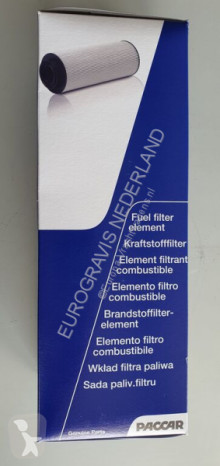 EUROGRAVIS NEDERLAND
Fuel filter
element
Kraftstofffilter
Element filtrant
combustible
Elemento filtro
combustible
Brandstoffilter-
element
Elemento filtro
combustibile
Wkład filtra paliwa
Sada paliv.filtru
PACCAR